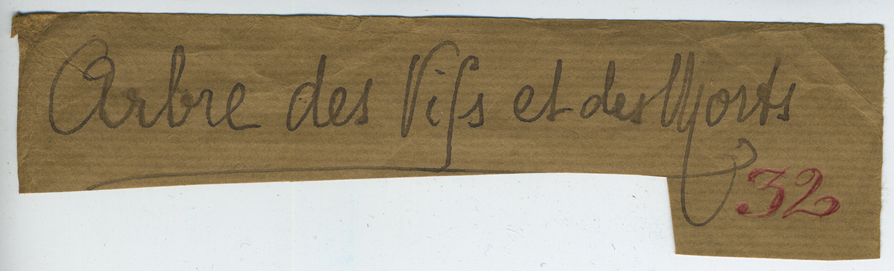 Arbre des Vifs et des Morts
32